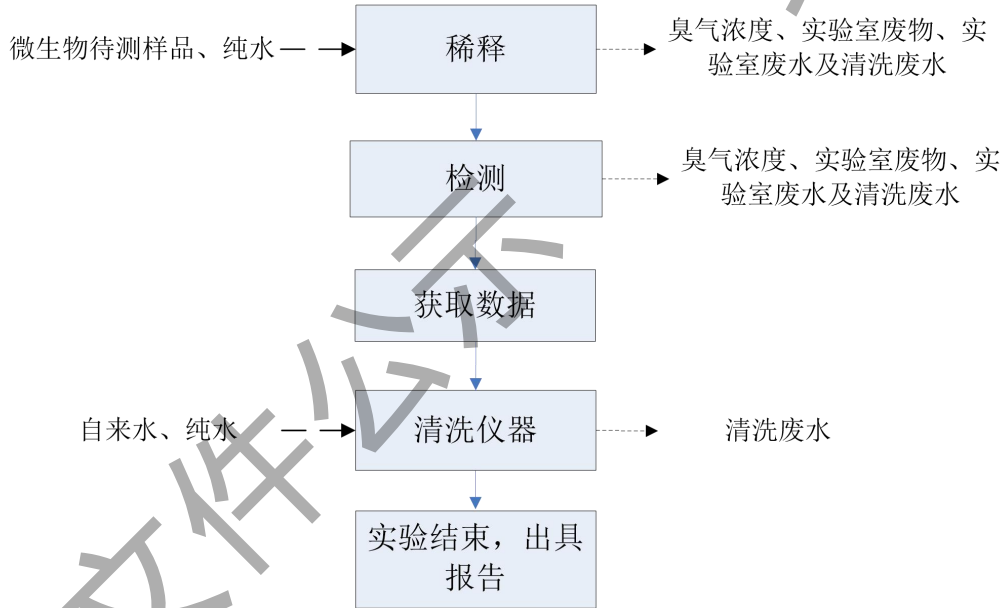 微生物待测样品、纯水
稀释
臭气浓度、实验室废物、实
验室废水及清洗废水
检测
臭气浓度、实验室废物、实
验室废水及清洗废水
获取数据
自来水、纯水
清洗仪器
清洗废水
实验结束，出具
报告
文件公示